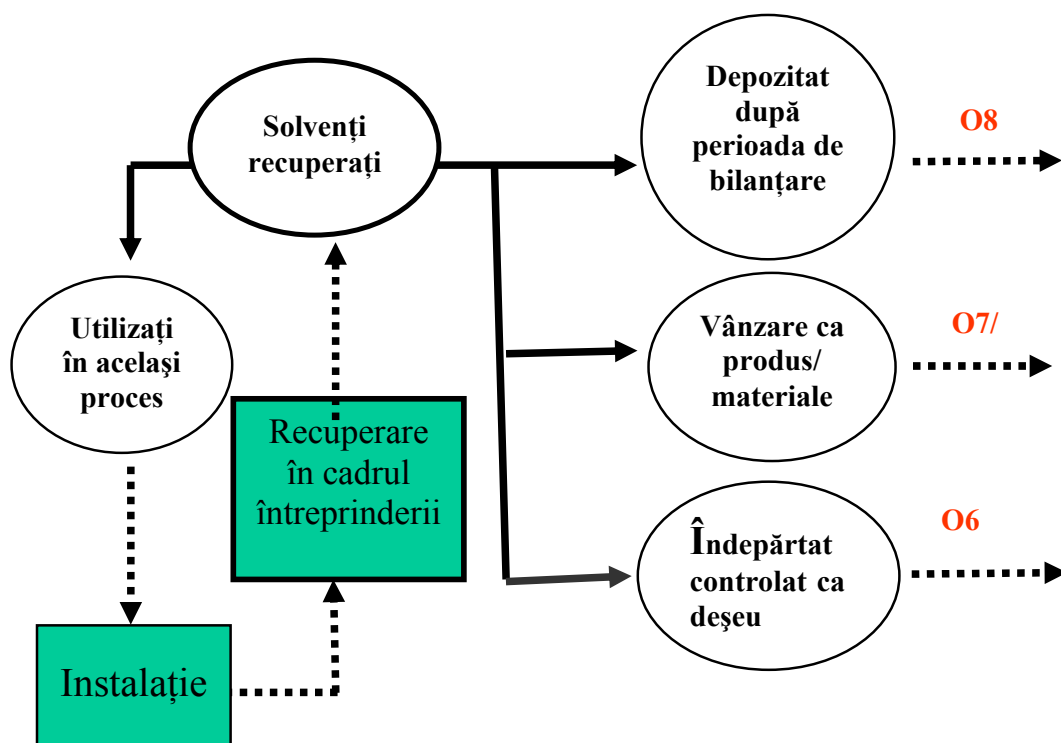 Solvenți
recuperați
Depozitat
după
perioada de
bilanțare
O8
Utilizați
în același
proces
Vânzare ca
produs/
materiale
O7/
Recuperare
în cadrul
întreprinderii
Îndepărtat
controlat ca
deşeu
O6
Instalație